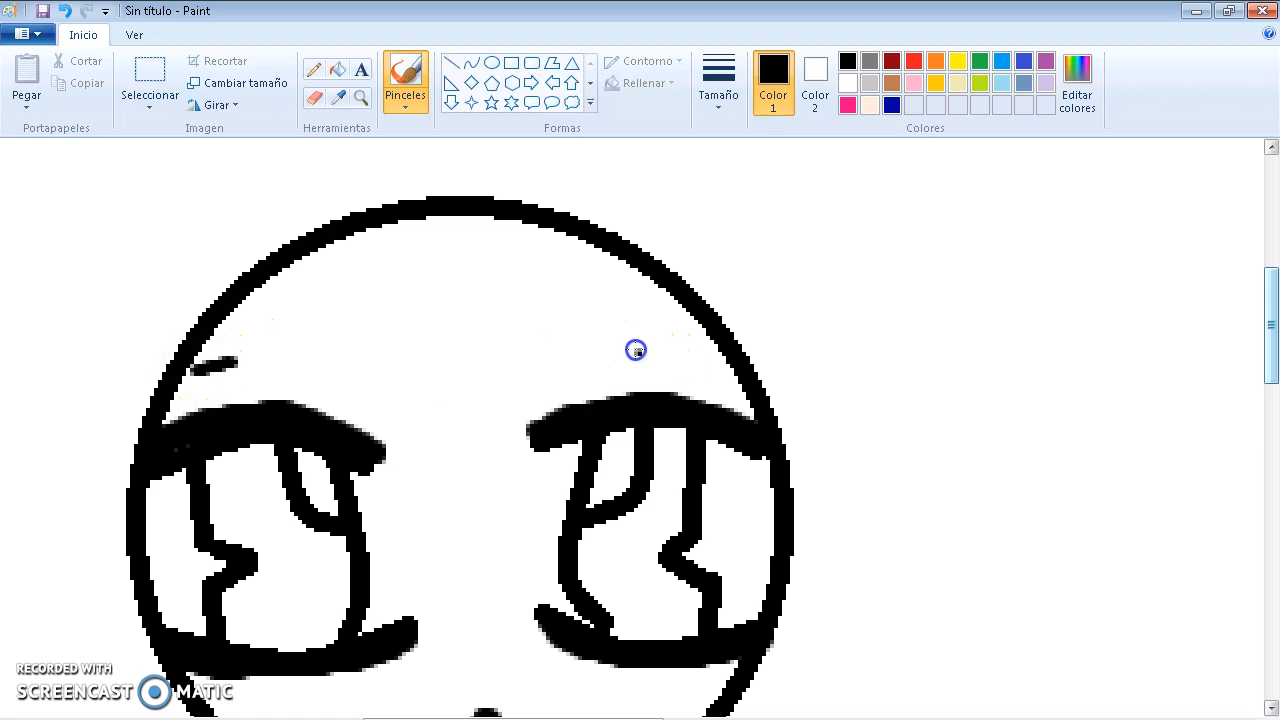 Sin título - Paint
Inicio Ver
Pegar
Cortar
Copiar
Portapapeles
Seleccionar
Recortar
Cambiar tamaño
Girar
Imagen
A
Herramientas
Pinceles
Contorno
Rellenar
Formas
Tamaño
Color 1
Color 2
Editar colores
Colores
RECORDED WITH
SCREENCAST MATIC